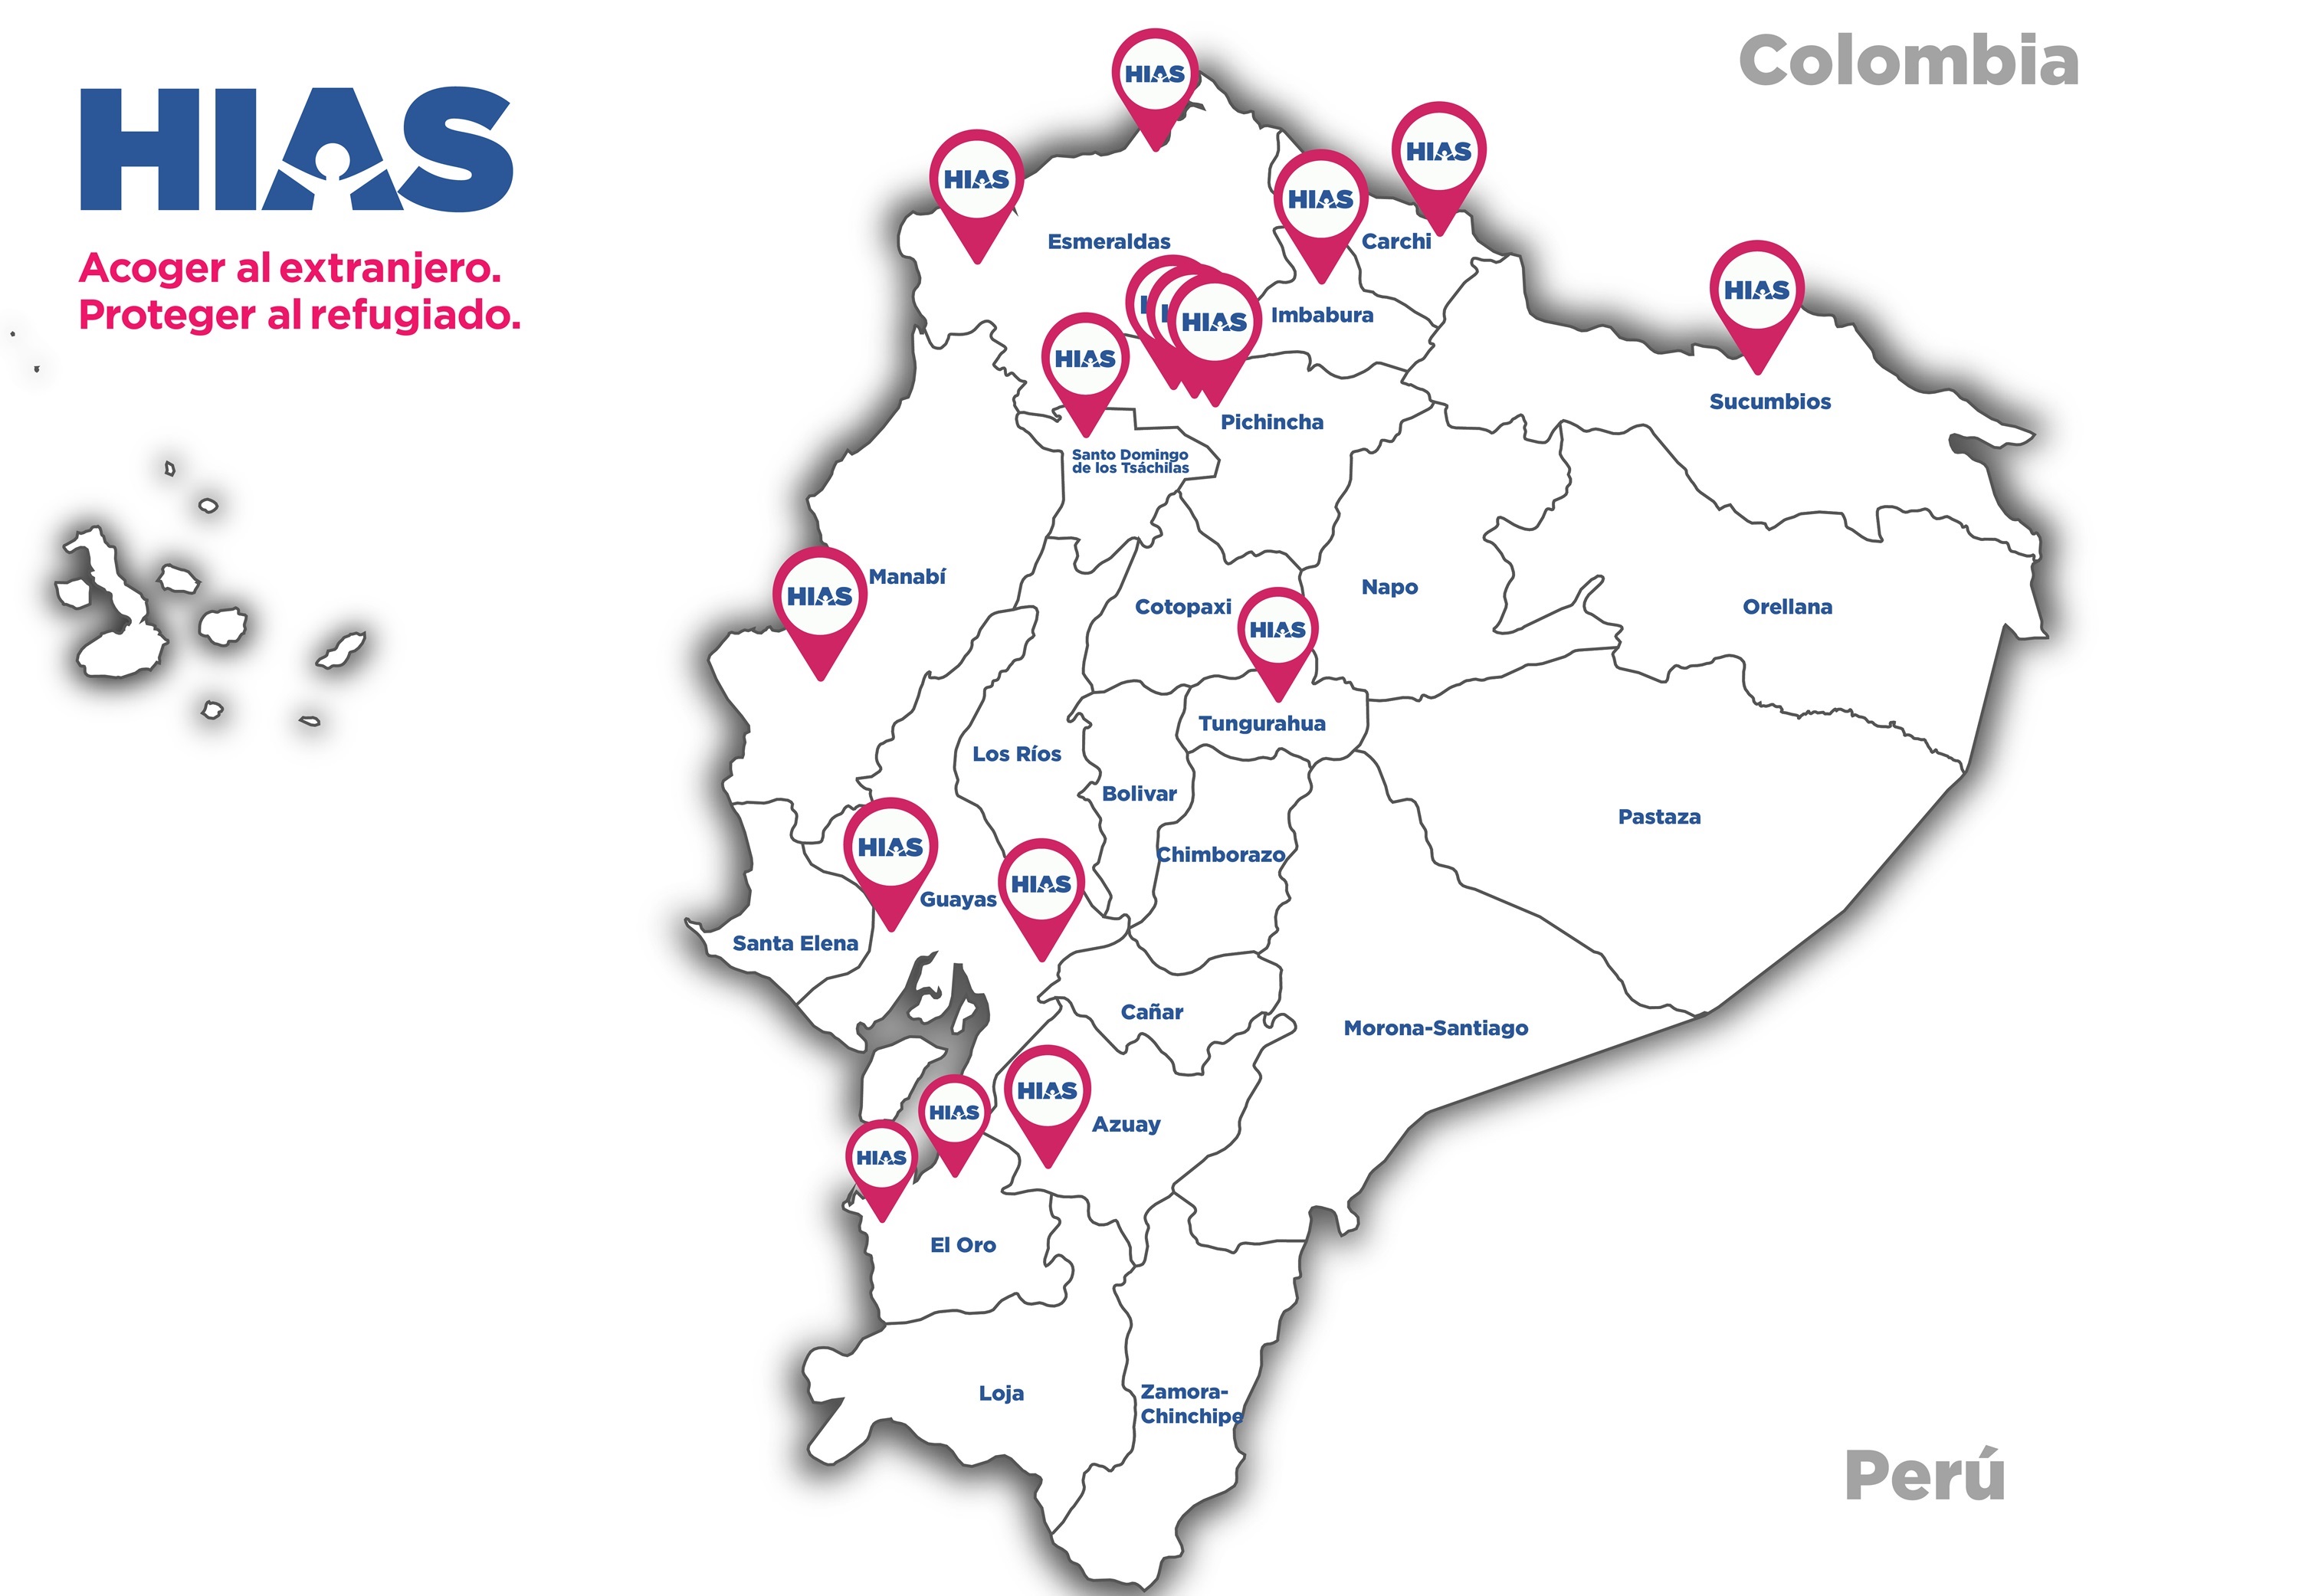 Colombia
HIAS
Acoger al extranjero.
Proteger al refugiado.
HIAS
HIAS
HIAS
HIAS
Esmeraldas
Carchi
HIAS
Imbabura
HIAS
HIAS
Sucumbios
Pichincha
Santo Domingo
de los Tsáchilas
Manabí
HIAS
Napo
Cotopaxi
Orellana
HIAS
Tungurahua
Los Ríos
Bolivar
Pastaza
HIAS
Chimborazo
HIAS
Guayas
Santa Elena
Cañar
Morona-Santiago
HIAS
HIAS
Azuay
HIAS
El Oro
Loja
Zamora-
Chinchipe
Perú